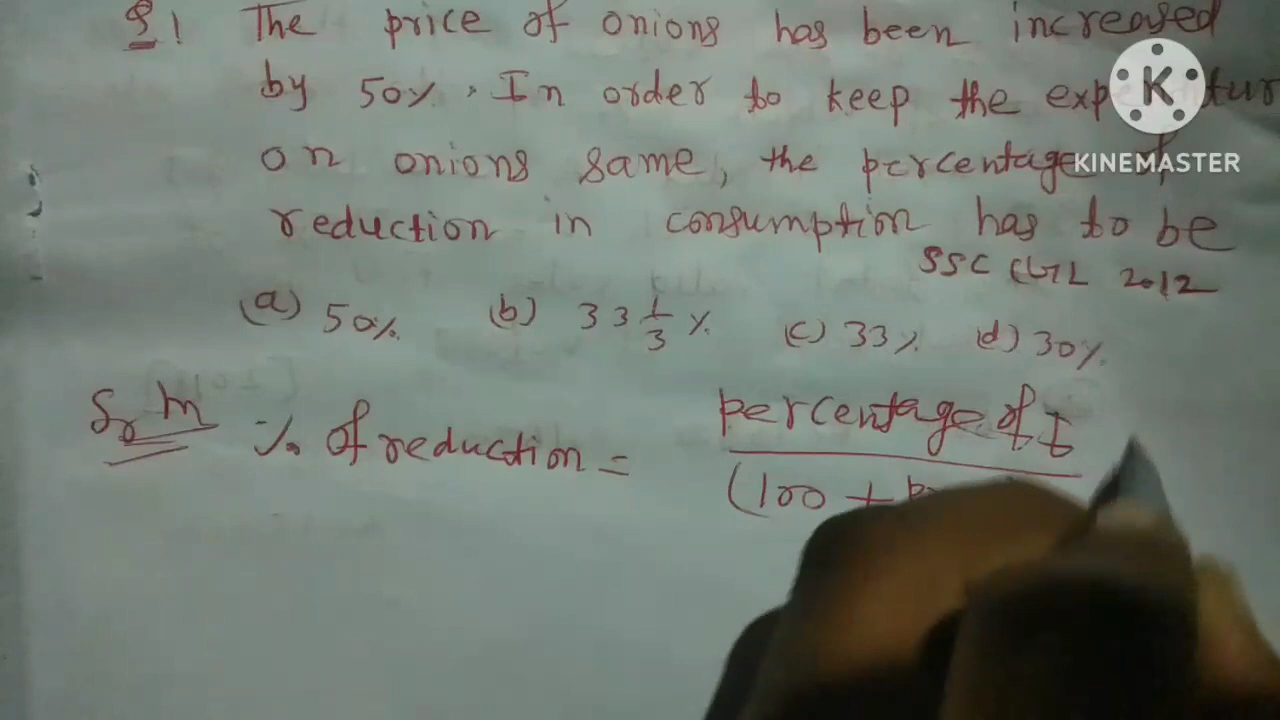 Q 1 The price of onions has been increased
by 50%. In order to keep the
on onions same, the percentage of
reduction in consumption has to be
SSC CGL 2012
(a) 50% (b) 33 1/3 % (c) 33% (d) 30%
% of reduction = percentage of I
(100 +
K
KINEMASTER